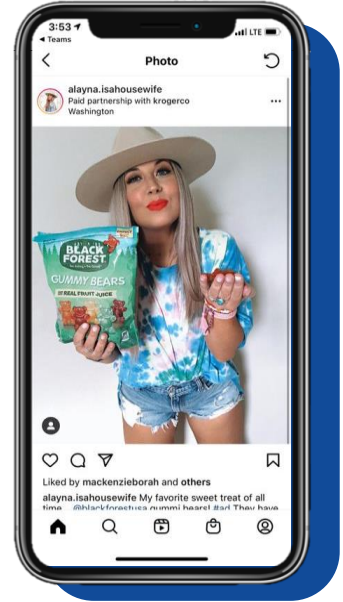 3:53
LTE
Teams
Photo
alayna.isahousewife
Paid partnership with krogerco
Washington
BLACK
FOREST
GUMMY BEARS
REAL FRUIT JUICE
Liked by mackenzieborah and others
alayna.isahousewife My favorite sweet treat of all
time... @blackforestusa gummi bears! #ad They have